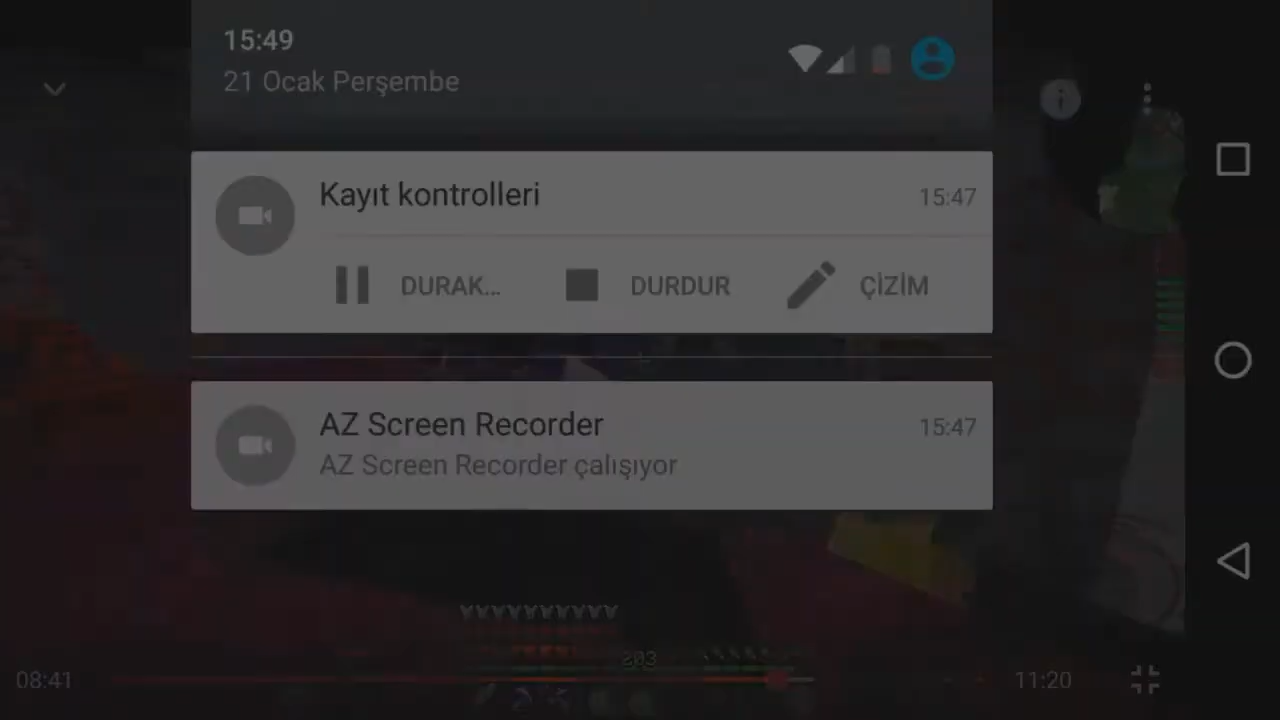 15:49
21 Ocak Perşembe
Kayıt kontrolleri
15:47
DURAK...
DURDUR
ÇİZİM
AZ Screen Recorder
15:47
AZ Screen Recorder çalışıyor
203
08:41
11:20